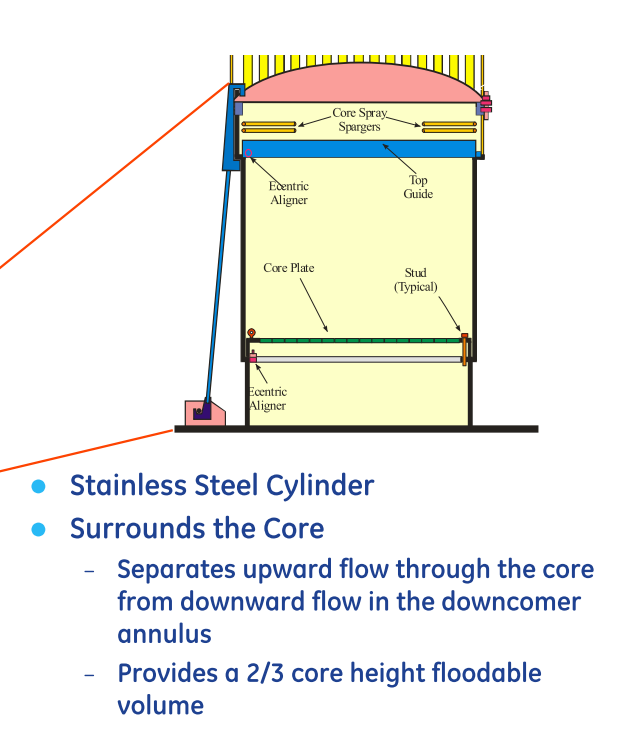 Core Spray
Spargers
Ecentric
Aligner
Top
Guide
Core Plate
Stud
(Typical)
Ecentric
Aligner
Stainless Steel Cylinder
Surrounds the Core
– Separates upward flow through the core
from downward flow in the downcomer
annulus
– Provides a 2/3 core height floodable
volume